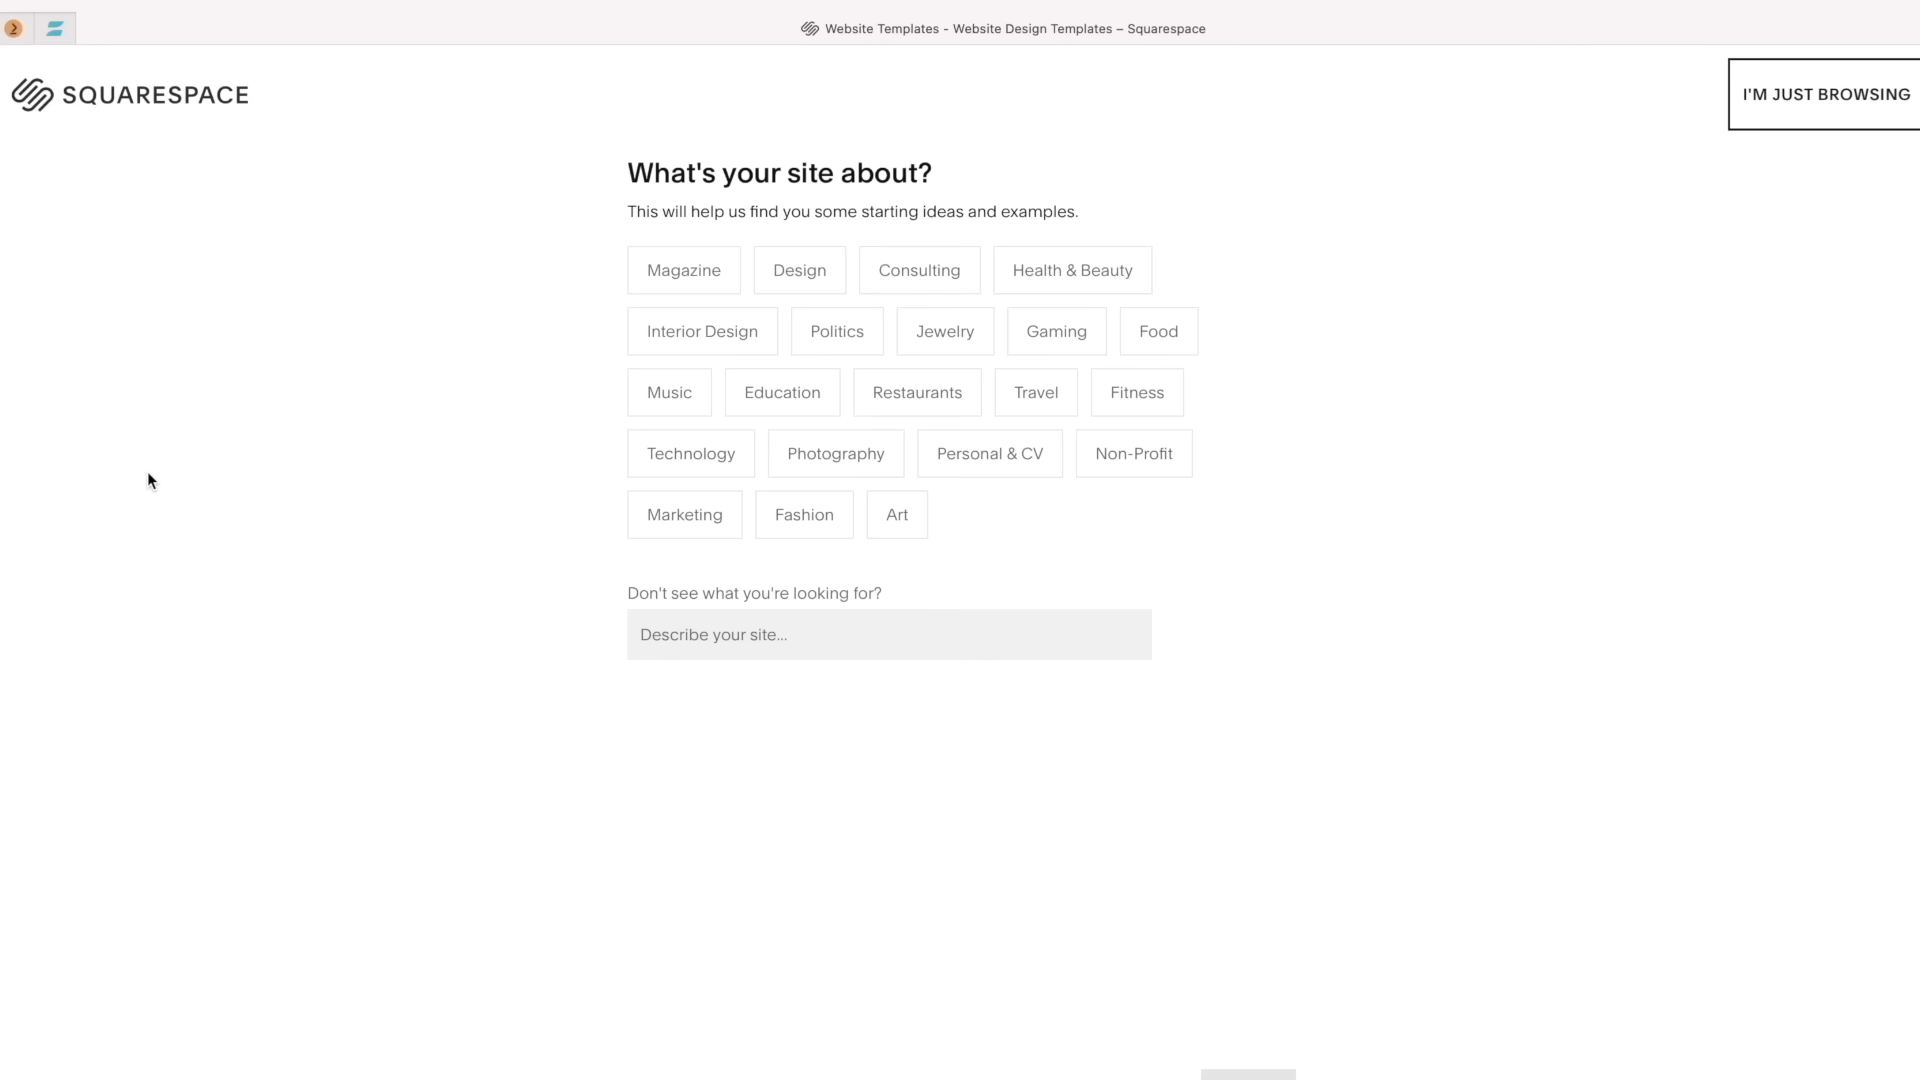 Website Templates - Website Design Templates – Squarespace
SQUARESPACE
I'M JUST BROWSING
What's your site about?
This will help us find you some starting ideas and examples.
Magazine Design Consulting Health & Beauty
Interior Design Politics Jewelry Gaming Food
Music Education Restaurants Travel Fitness
Technology Photography Personal & CV Non-Profit
Marketing Fashion Art
Don't see what you're looking for?
Describe your site...